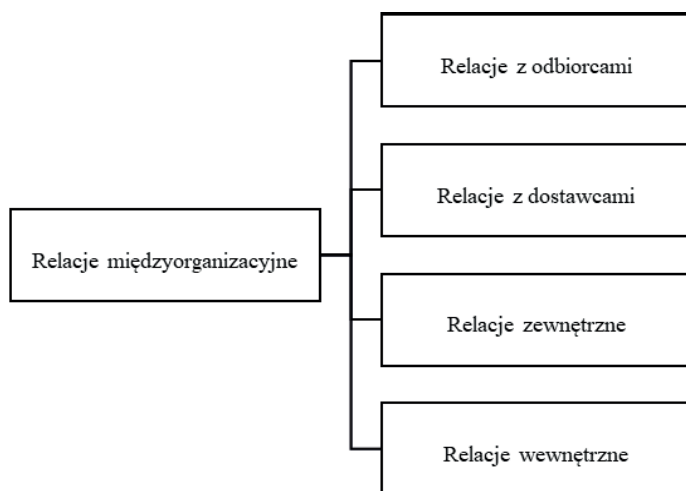 Relacje z odbiorcami
Relacje z dostawcami
Relacje międzyorganizacyjne
Relacje zewnętrzne
Relacje wewnętrzne